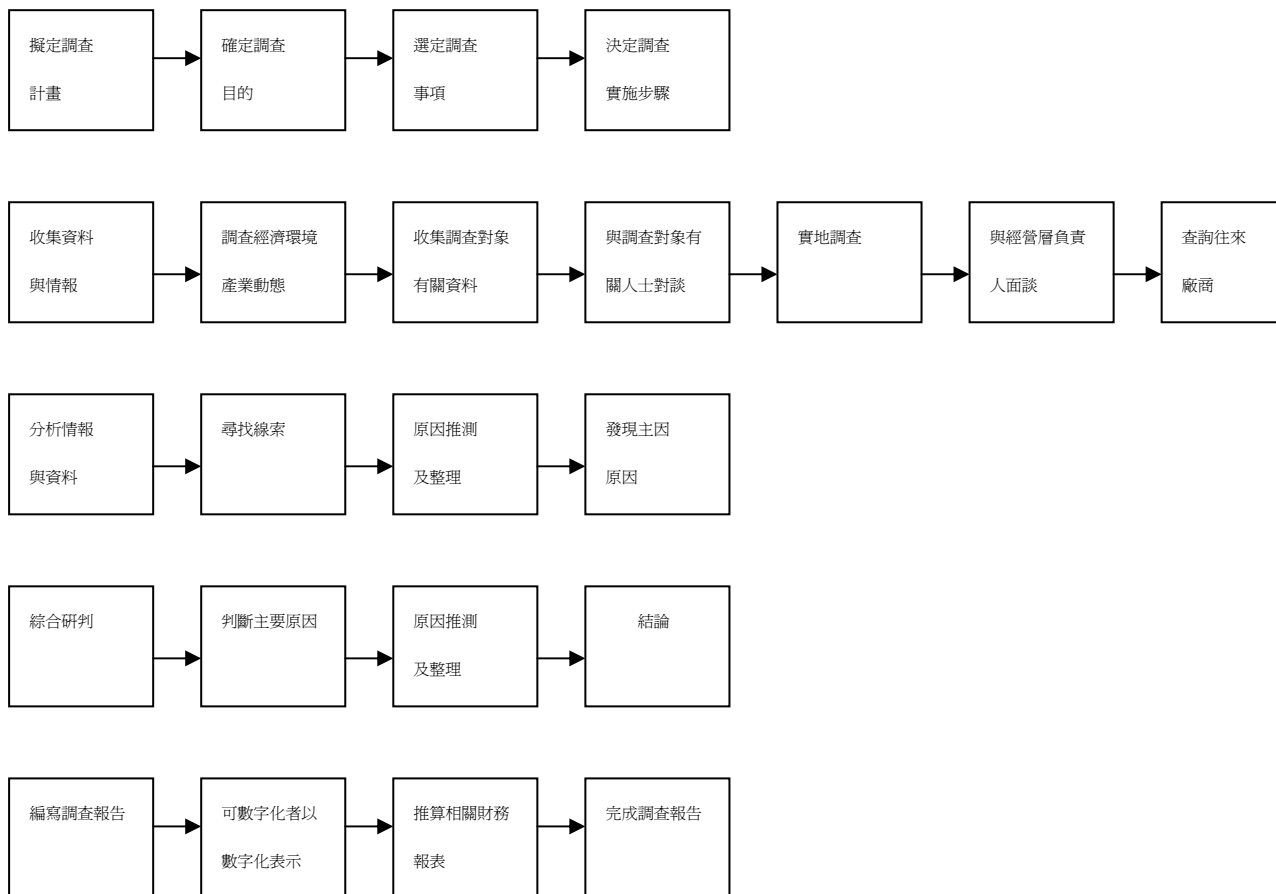 擬定調查
計畫
確定調查
目的
選定調查
事項
決定調查
實施步驟
收集資料
與情報
調查經濟環境
產業動態
收集調查對象
有關資料
與調查對象有
關人士對談
實地調查
與經營層負責
人面談
查詢往來
廠商
分析情報
與資料
尋找線索
原因推測
及整理
發現主因
原因
綜合研判
判斷主要原因
原因推測
及整理
結論
編寫調查報告
可數字化者以
數字化表示
推算相關財務
報表
完成調查報告